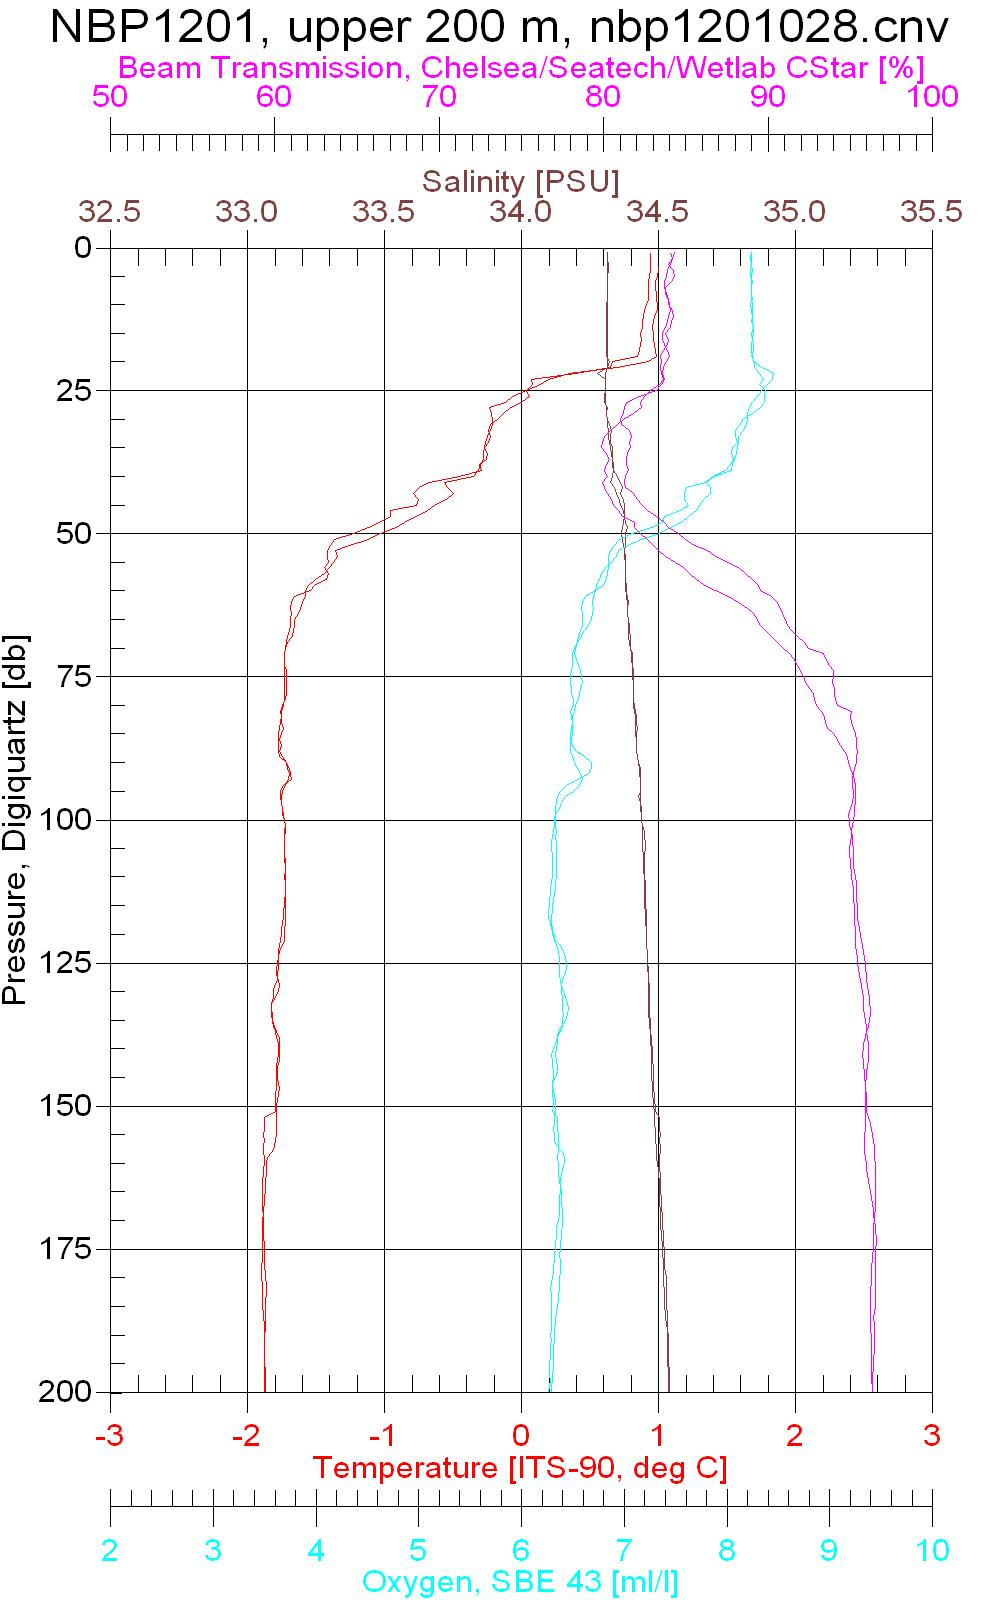 NBP1201, upper 200 m, nbp1201028.cnv
Beam Transmission, Chelsea/Seatech/Wetlab CStar [%]
50 60 70 80 90 100
Salinity [PSU]
32.5 33.0 33.5 34.0 34.5 35.0 35.5
0
25
50
75
100
125
150
175
200
Pressure, Digiquartz [db]
-3 -2 -1 0 1 2 3
Temperature [ITS-90, deg C]
2 3 4 5 6 7 8 9 10
Oxygen, SBE 43 [ml/l]